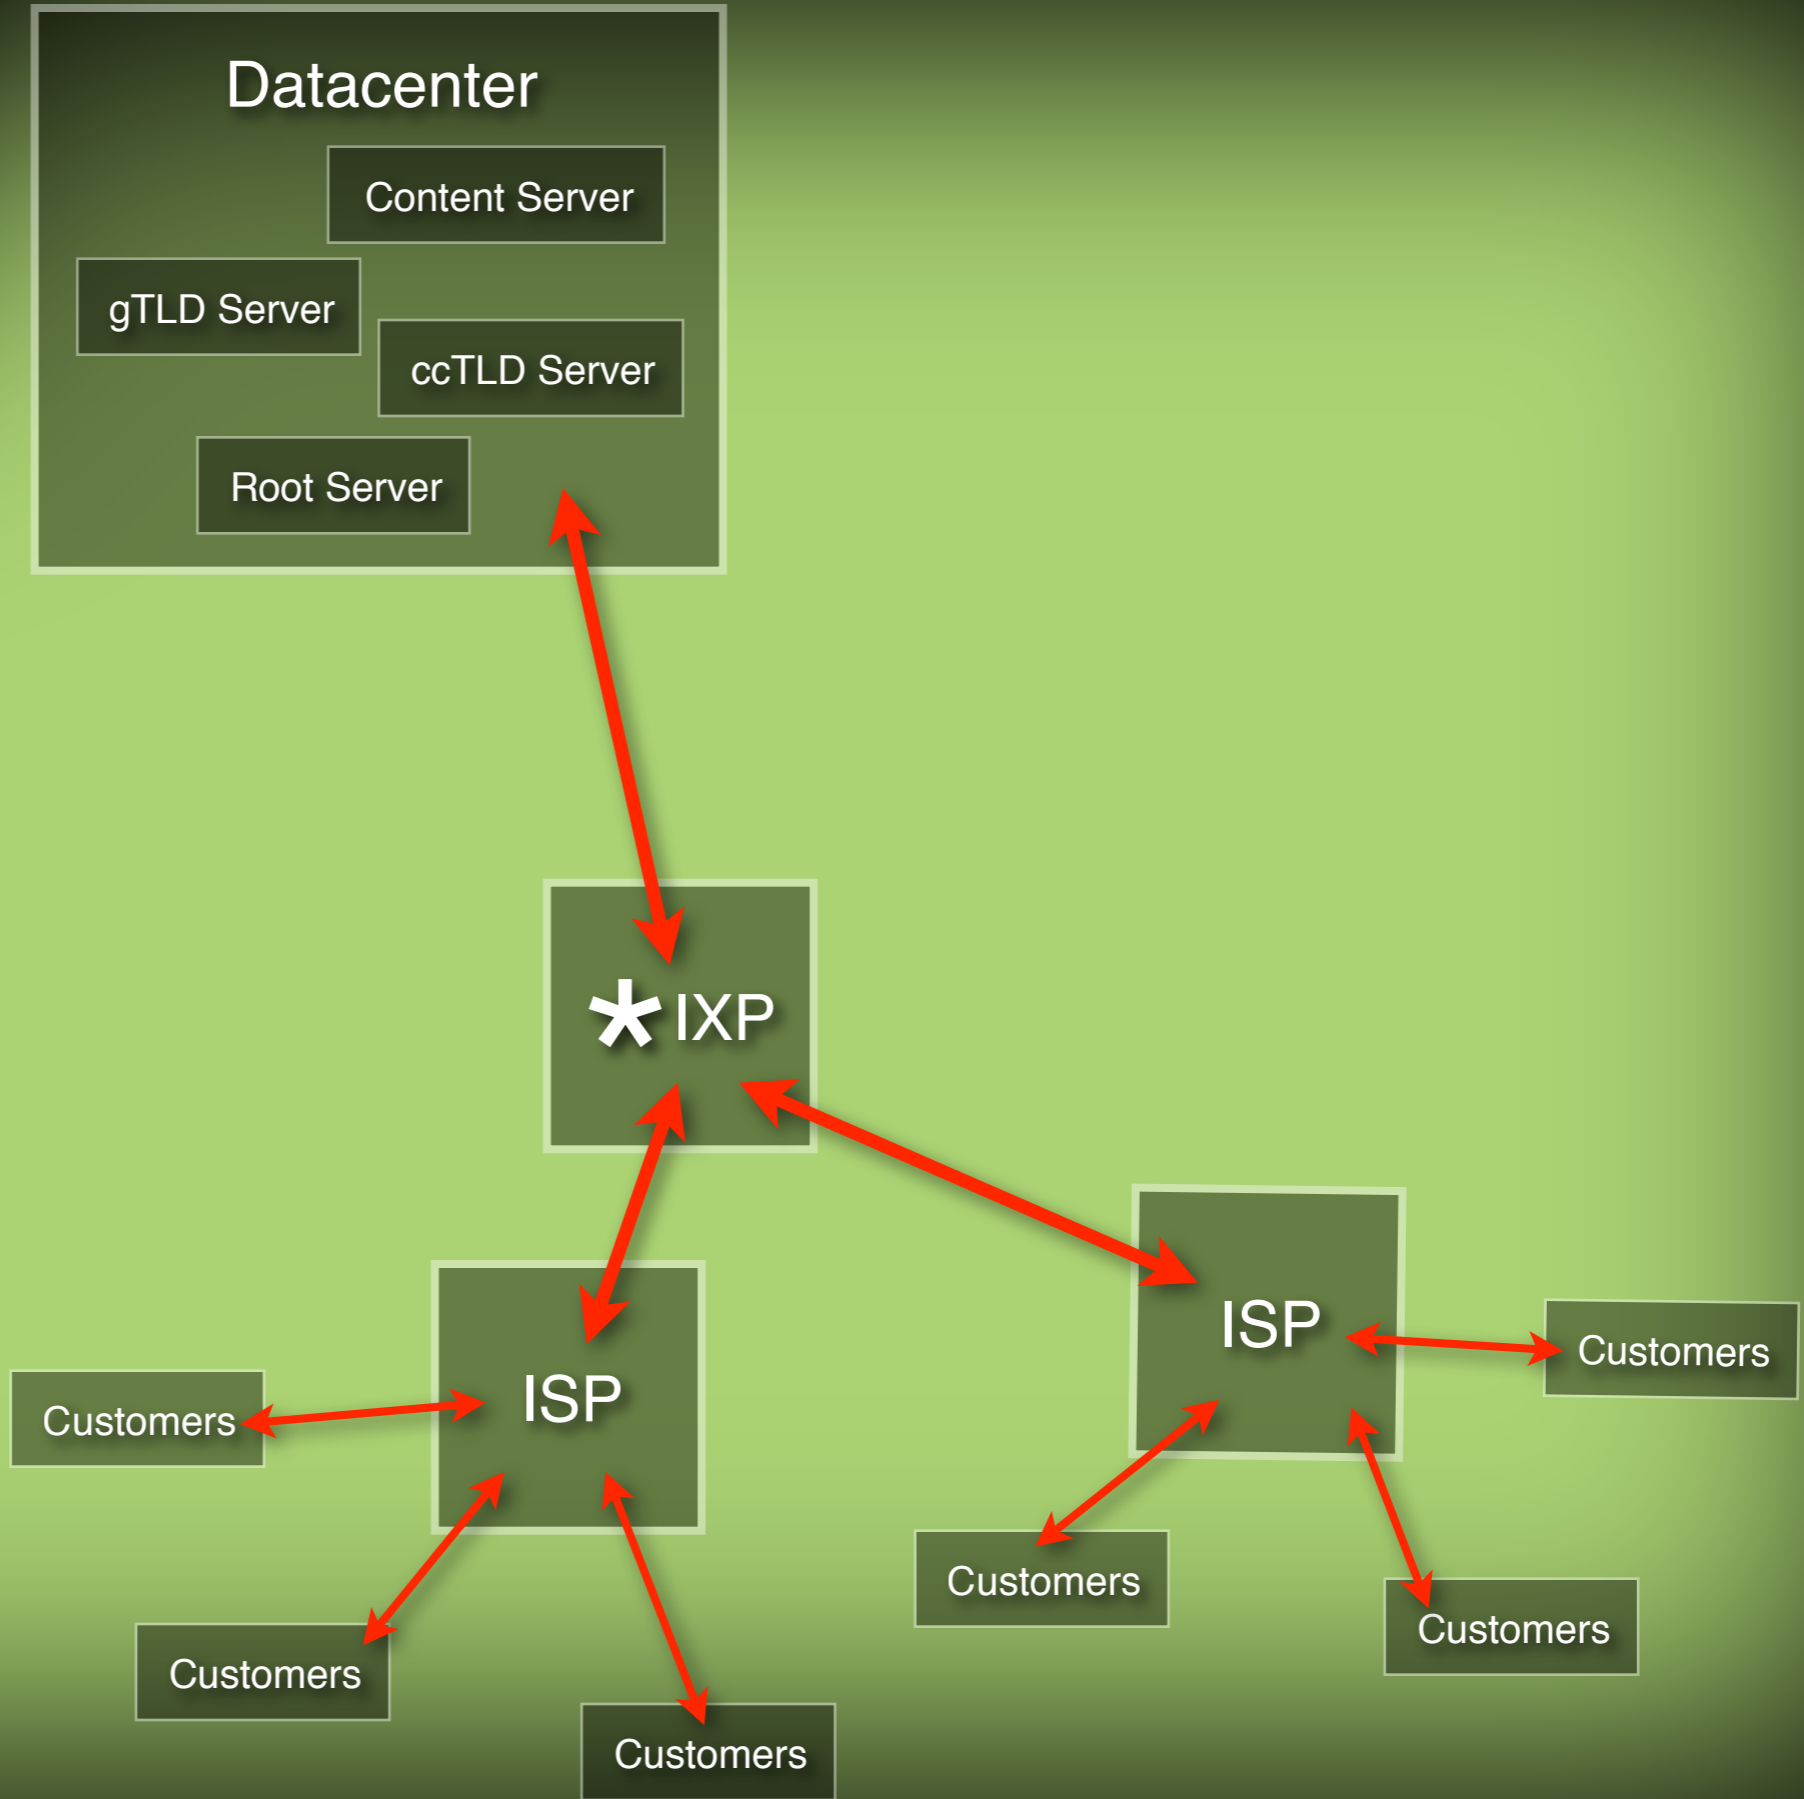 Datacenter
Content Server
gTLD Server
ccTLD Server
Root Server
* IXP
ISP
Customers
ISP
Customers
Customers
Customers
Customers
Customers